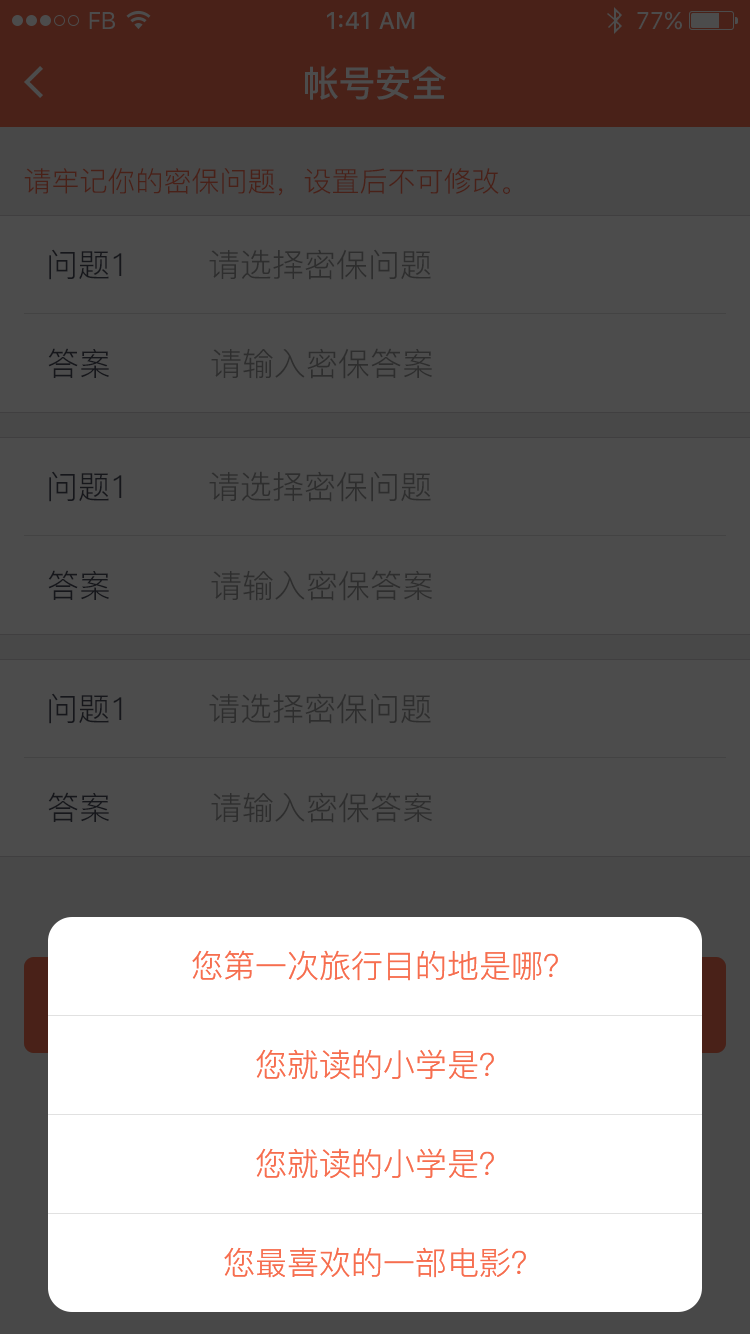 FB 1:41 AM 77%
帐号安全
请牢记你的密保问题，设置后不可修改。
问题1 请选择密保问题
答案 请输入密保答案
问题1 请选择密保问题
答案 请输入密保答案
问题1 请选择密保问题
答案 请输入密保答案
您第一次旅行目的地是哪?
您就读的小学是?
您就读的小学是?
您最喜欢的一部电影?